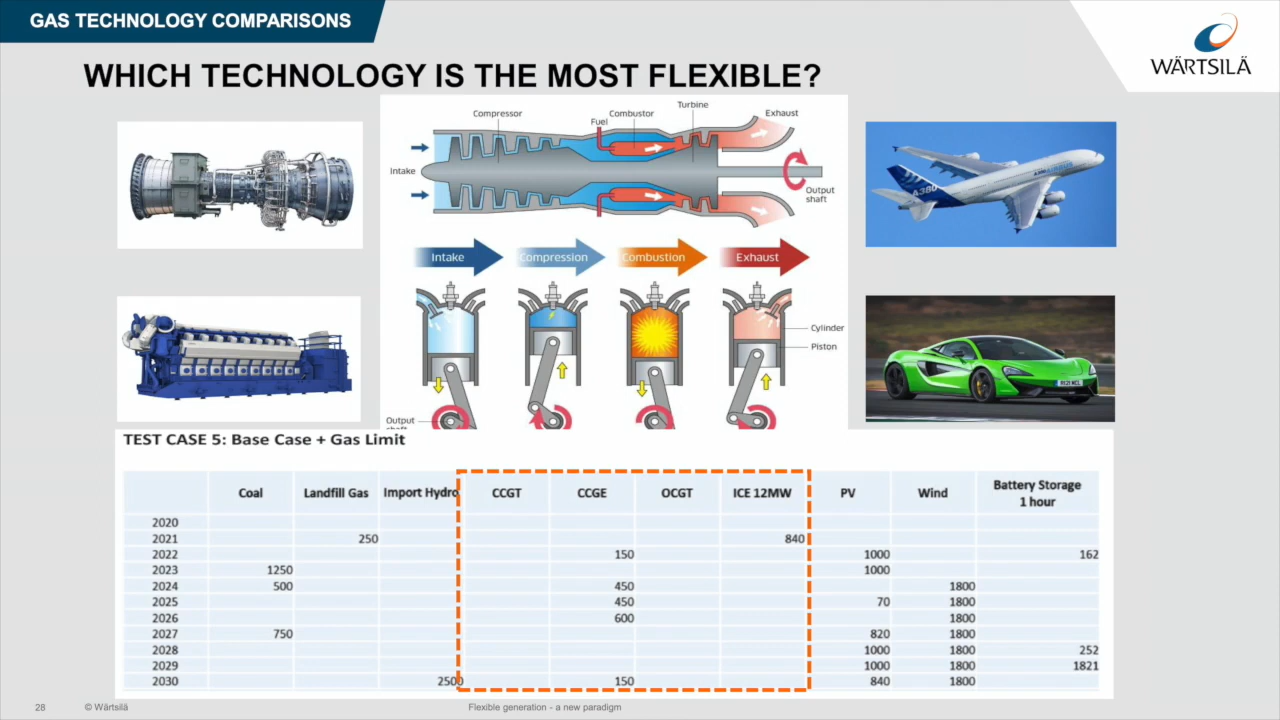 GAS TECHNOLOGY COMPARISONS
WÄRTSILÄ
WHICH TECHNOLOGY IS THE MOST FLEXIBLE?
Compressor Fuel Combustor Turbine Exhaust
Intake
Output
shaft
A380
Intake Compression Combustion Exhaust
Cylinder
Piston
Output
TEST CASE 5: Base Case + Gas Limit
Coal Landfill Gas Import Hydro CCGT CCGE OCGT ICE 12MW PV Wind Battery Storage
1 hour
2020
2021 250 840
2022 150 1000 162
2023 1250 1000
2024 500 450 1800
2025 450 70 1800
2026 600 1800
2027 750 820 1800
2028 1000 1800 252
2029 1000 1800 1821
2030 2500 150 840 1800
28 © Wärtsilä Flexible generation - a new paradigm